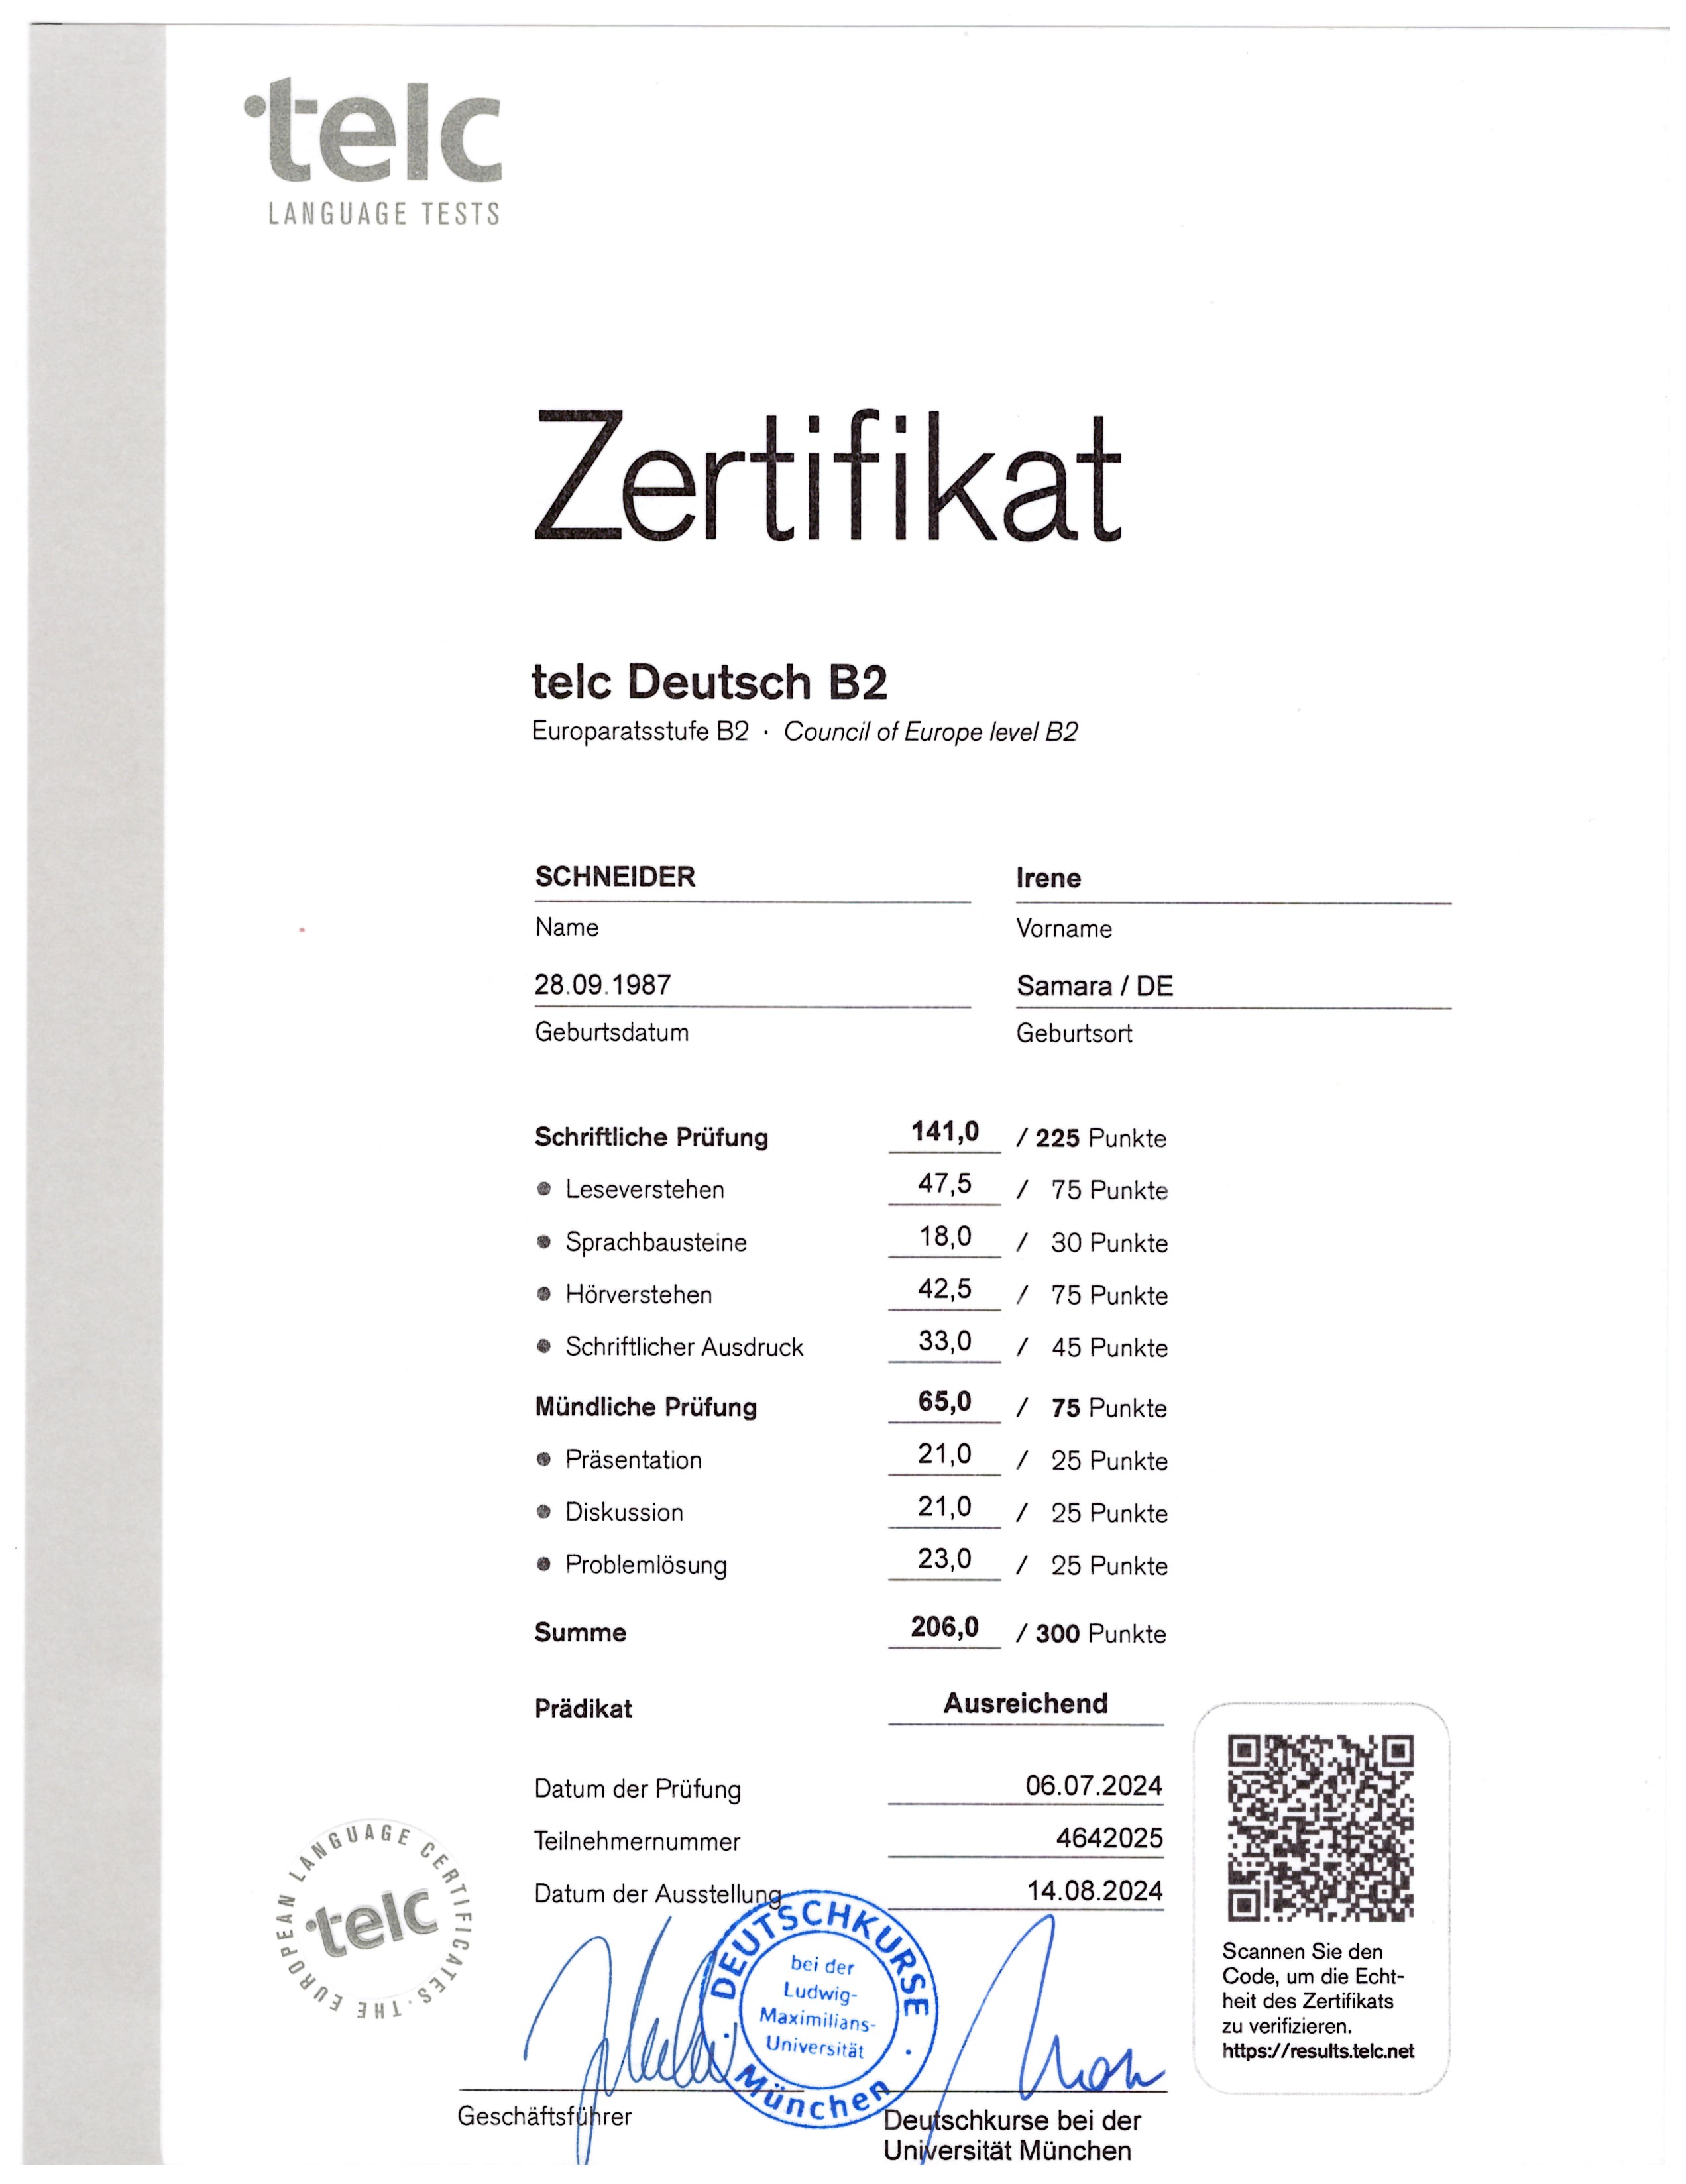 telc
LANGUAGE TESTS
Zertifikat
telc Deutsch B2
Europaratsstufe B2 · Council of Europe level B2
SCHNEIDER Irene
Name Vorname
28.09.1987 Samara / DE
Geburtsdatum Geburtsort
Schriftliche Prüfung 141,0 / 225 Punkte
• Leseverstehen 47,5 / 75 Punkte
• Sprachbausteine 18,0 / 30 Punkte
• Hörverstehen 42,5 / 75 Punkte
• Schriftlicher Ausdruck 33,0 / 45 Punkte
Mündliche Prüfung 65,0 / 75 Punkte
• Präsentation 21,0 / 25 Punkte
• Diskussion 21,0 / 25 Punkte
• Problemlösung 23,0 / 25 Punkte
Summe 206,0 / 300 Punkte
Prädikat Ausreichend
Datum der Prüfung 06.07.2024
Teilnehmernummer 4642025
Datum der Ausstellung 14.08.2024
THE EUROPEAN LANGUAGE CERTIFICATES
telc
DEUTSCHKURSE
bei der
Ludwig-
Maximilians-
Universität
München
Scannen Sie den
Code, um die Echt-
heit des Zertifikats
zu verifizieren.
https://results.telc.net
Geschäftsführer
Deutschkurse bei der
Universität München